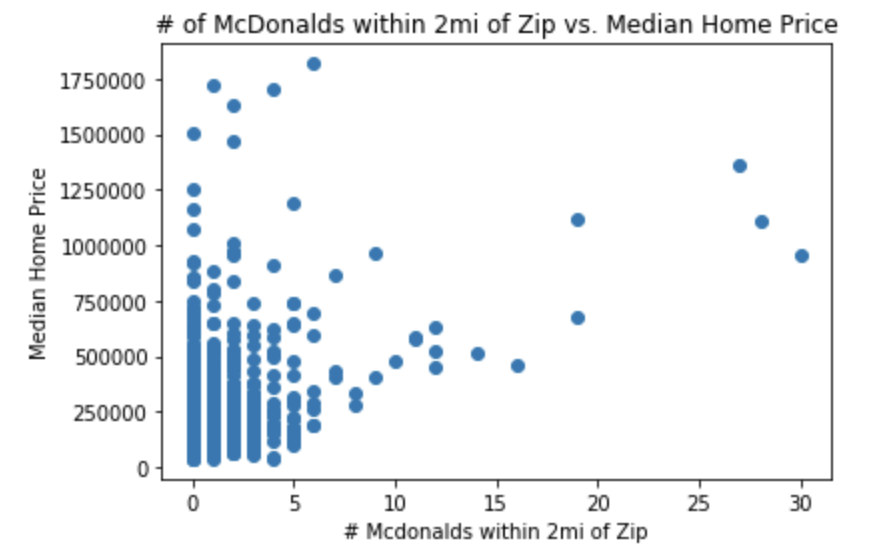 # of McDonalds within 2mi of Zip vs. Median Home Price
1750000
1500000
1250000
1000000
750000
500000
250000
0
Median Home Price
0 5 10 15 20 25 30
# Mcdonalds within 2mi of Zip